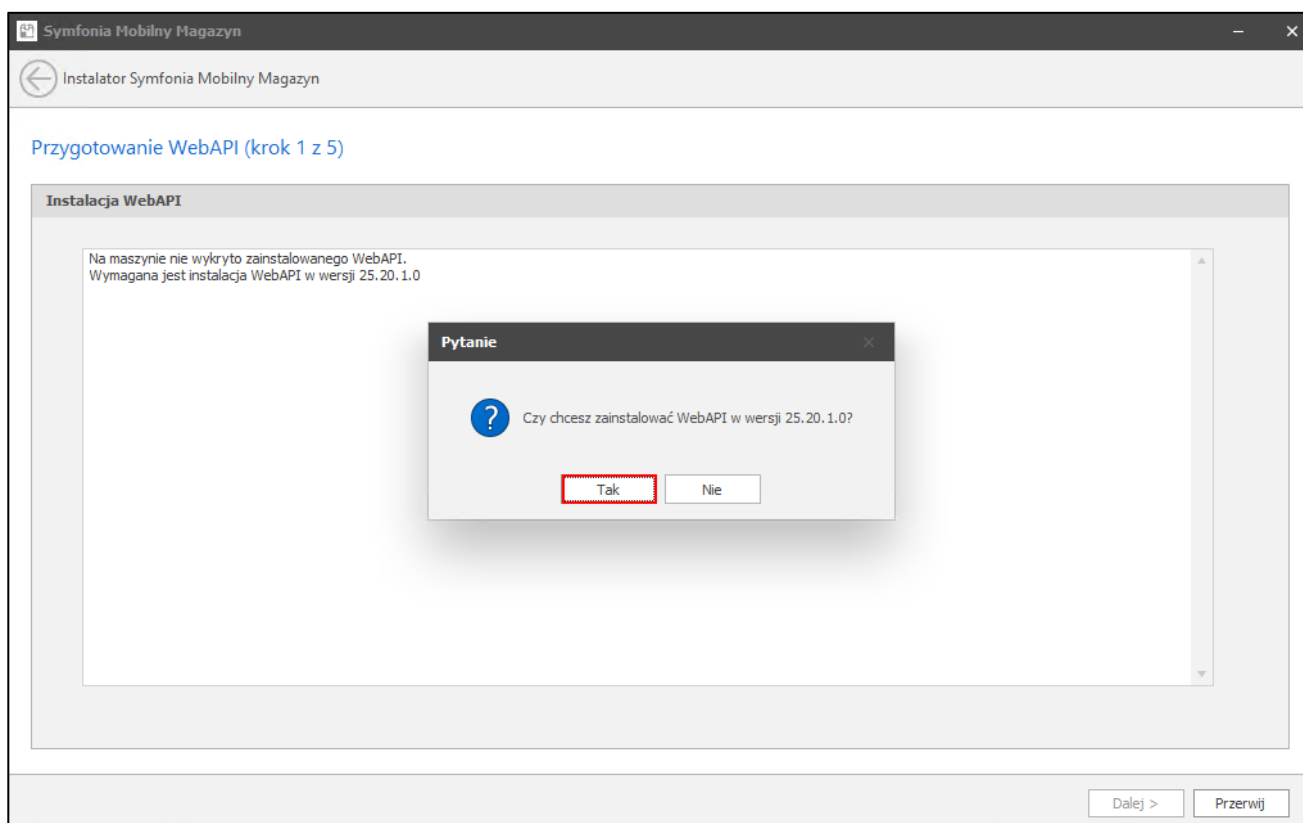 Symfonia Mobilny Magazyn
Instalator Symfonia Mobilny Magazyn
Przygotowanie WebAPI (krok 1 z 5)
Instalacja WebAPI
Na maszynie nie wykryto zainstalowanego WebAPI.
Wymagana jest instalacja WebAPI w wersji 25.20.1.0
Pytanie
Czy chcesz zainstalować WebAPI w wersji 25.20.1.0?
Tak Nie
Dalej > Przerwij